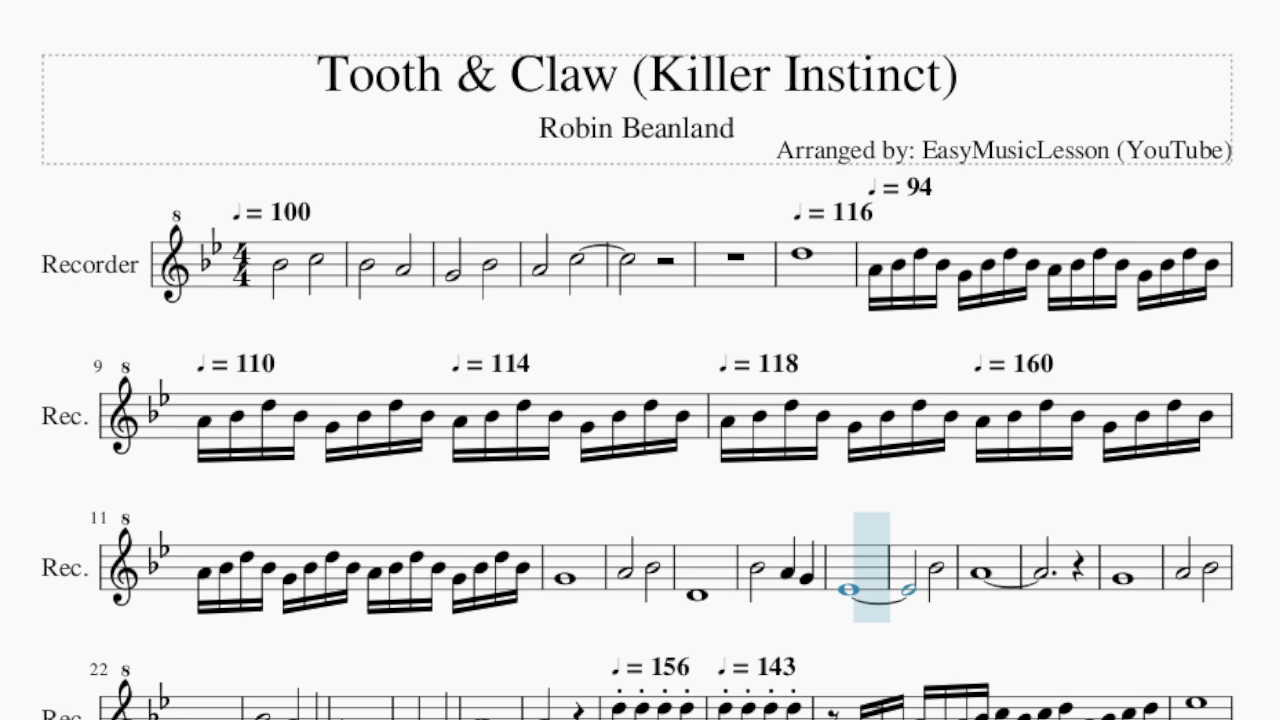 Tooth & Claw (Killer Instinct)
Robin Beanland
Arranged by: EasyMusicLesson (YouTube)
♩ = 94
♩ = 100 ♩ = 116
8
Recorder 4/4
♩ = 110 ♩ = 114 ♩ = 118 ♩ = 160
9 8
Rec.
11 8
Rec.
♩ = 156 ♩ = 143
22 8
Rec.